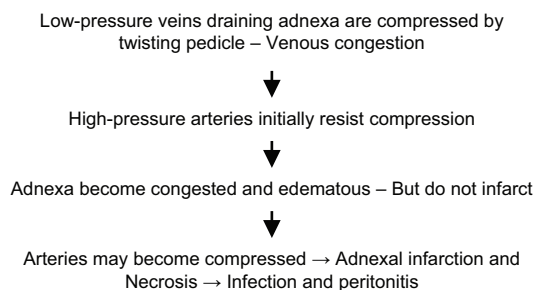 Low-pressure veins draining adnexa are compressed by
twisting pedicle – Venous congestion
High-pressure arteries initially resist compression
Adnexa become congested and edematous – But do not infarct
Arteries may become compressed → Adnexal infarction and
Necrosis → Infection and peritonitis